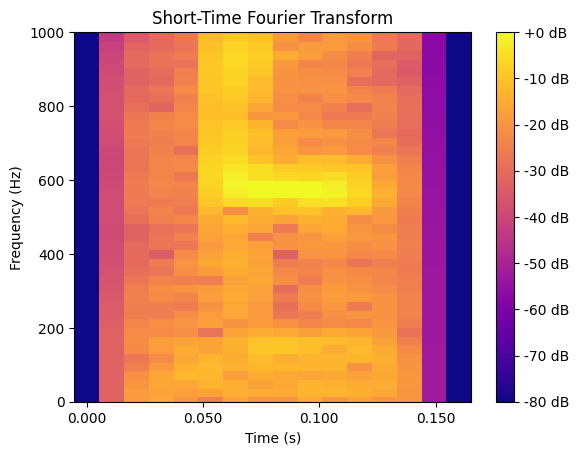 Short-Time Fourier Transform
1000
800
600
400
200
0
Frequency (Hz)
0.000
0.050
0.100
0.150
Time (s)
+0 dB
-10 dB
-20 dB
-30 dB
-40 dB
-50 dB
-60 dB
-70 dB
-80 dB